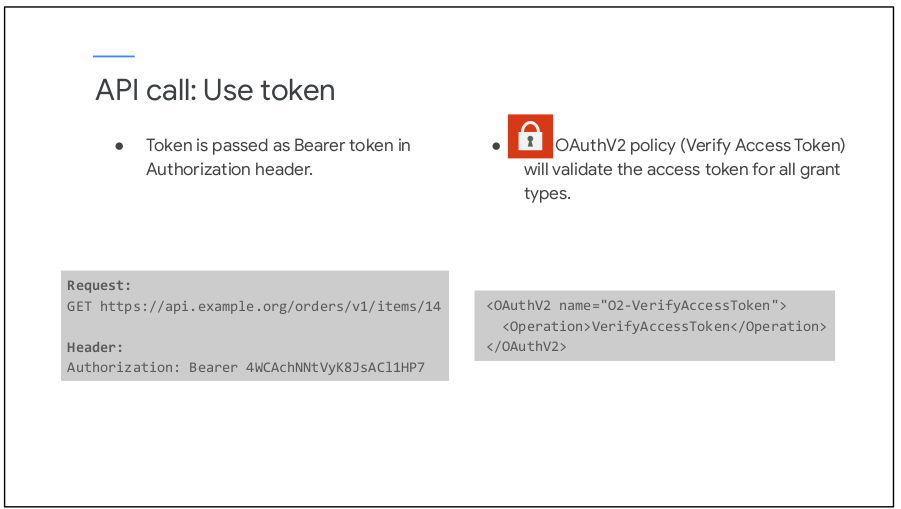 API call: Use token
● Token is passed as Bearer token in
Authorization header.
Request:
GET https://api.example.org/orders/v1/items/14
Header:
Authorization: Bearer 4WCAchNNtVyK8JsACl1HP7
● OAuthV2 policy (Verify Access Token)
will validate the access token for all grant
types.
<OAuthV2 name="O2-VerifyAccessToken">
  <Operation>VerifyAccessToken</Operation>
</OAuthV2>